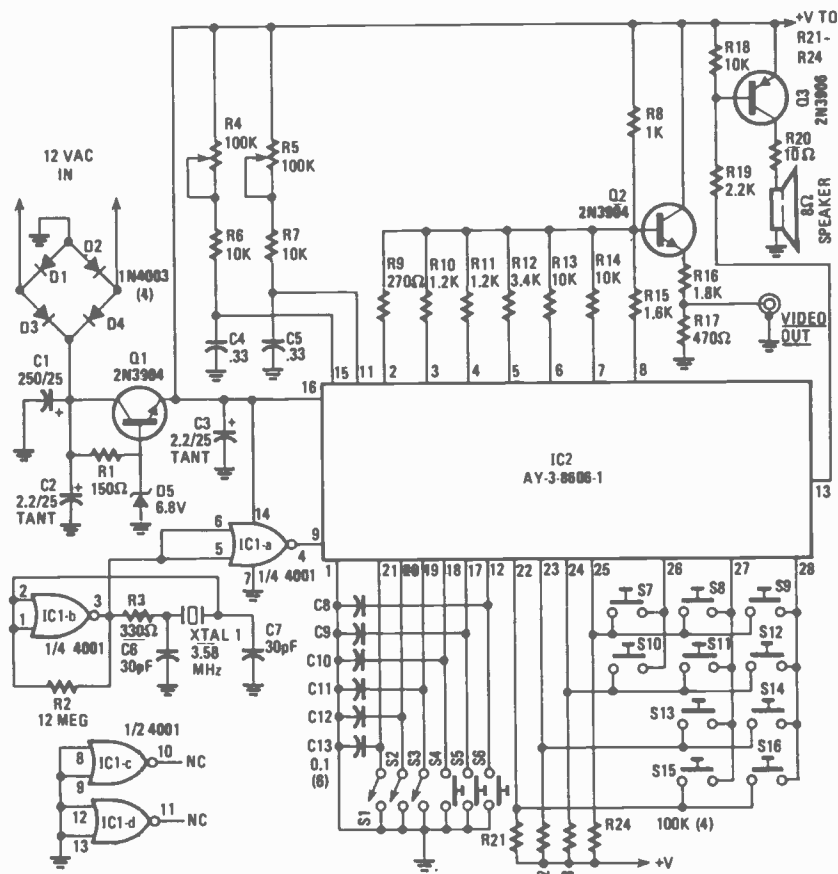 +V TO
R21-
R24
R18
10K
Q3
2N3906
R4
100K
R5
100K
R8
1K
R20
10Ω
R19
2.2K
8Ω
SPEAKER
12 VAC
IN
Q2
2N3904
D1
D2
1N4003
(4)
D3
D4
R6
10K
R7
10K
R9
270Ω
R10
1.2K
R11
1.2K
R12
3.4K
R13
10K
R14
10K
R15
1.6K
R16
1.8K
R17
470Ω
VIDEO
OUT
C4
.33
C5
.33
C1
250/25
+
Q1
2N3904
16
15
11
2
3
4
5
6
7
8
C3
2.2/25
TANT
+
IC2
AY-3-8606-1
13
C2
2.2/25
TANT
+
R1
150Ω
D5
6.8V
14
6
5
IC1-a
4
9
7
1/4 4001
1
21
20
19
18
17
12
22
23
24
25
26
27
28
2
1
IC1-b
3
1/4 4001
R3
330Ω
C6
30pF
XTAL 1
3.58
MHz
C7
30pF
R2
12 MEG
C8
C9
C10
C11
C12
C13
0.1
(6)
S1
S2
S3
S4
S5
S6
S7
S8
S9
S10
S11
S12
S13
S14
S15
S16
1/2 4001
8
9
IC1-c
10
NC
12
13
IC1-d
11
NC
R21
R24
100K (4)
+V